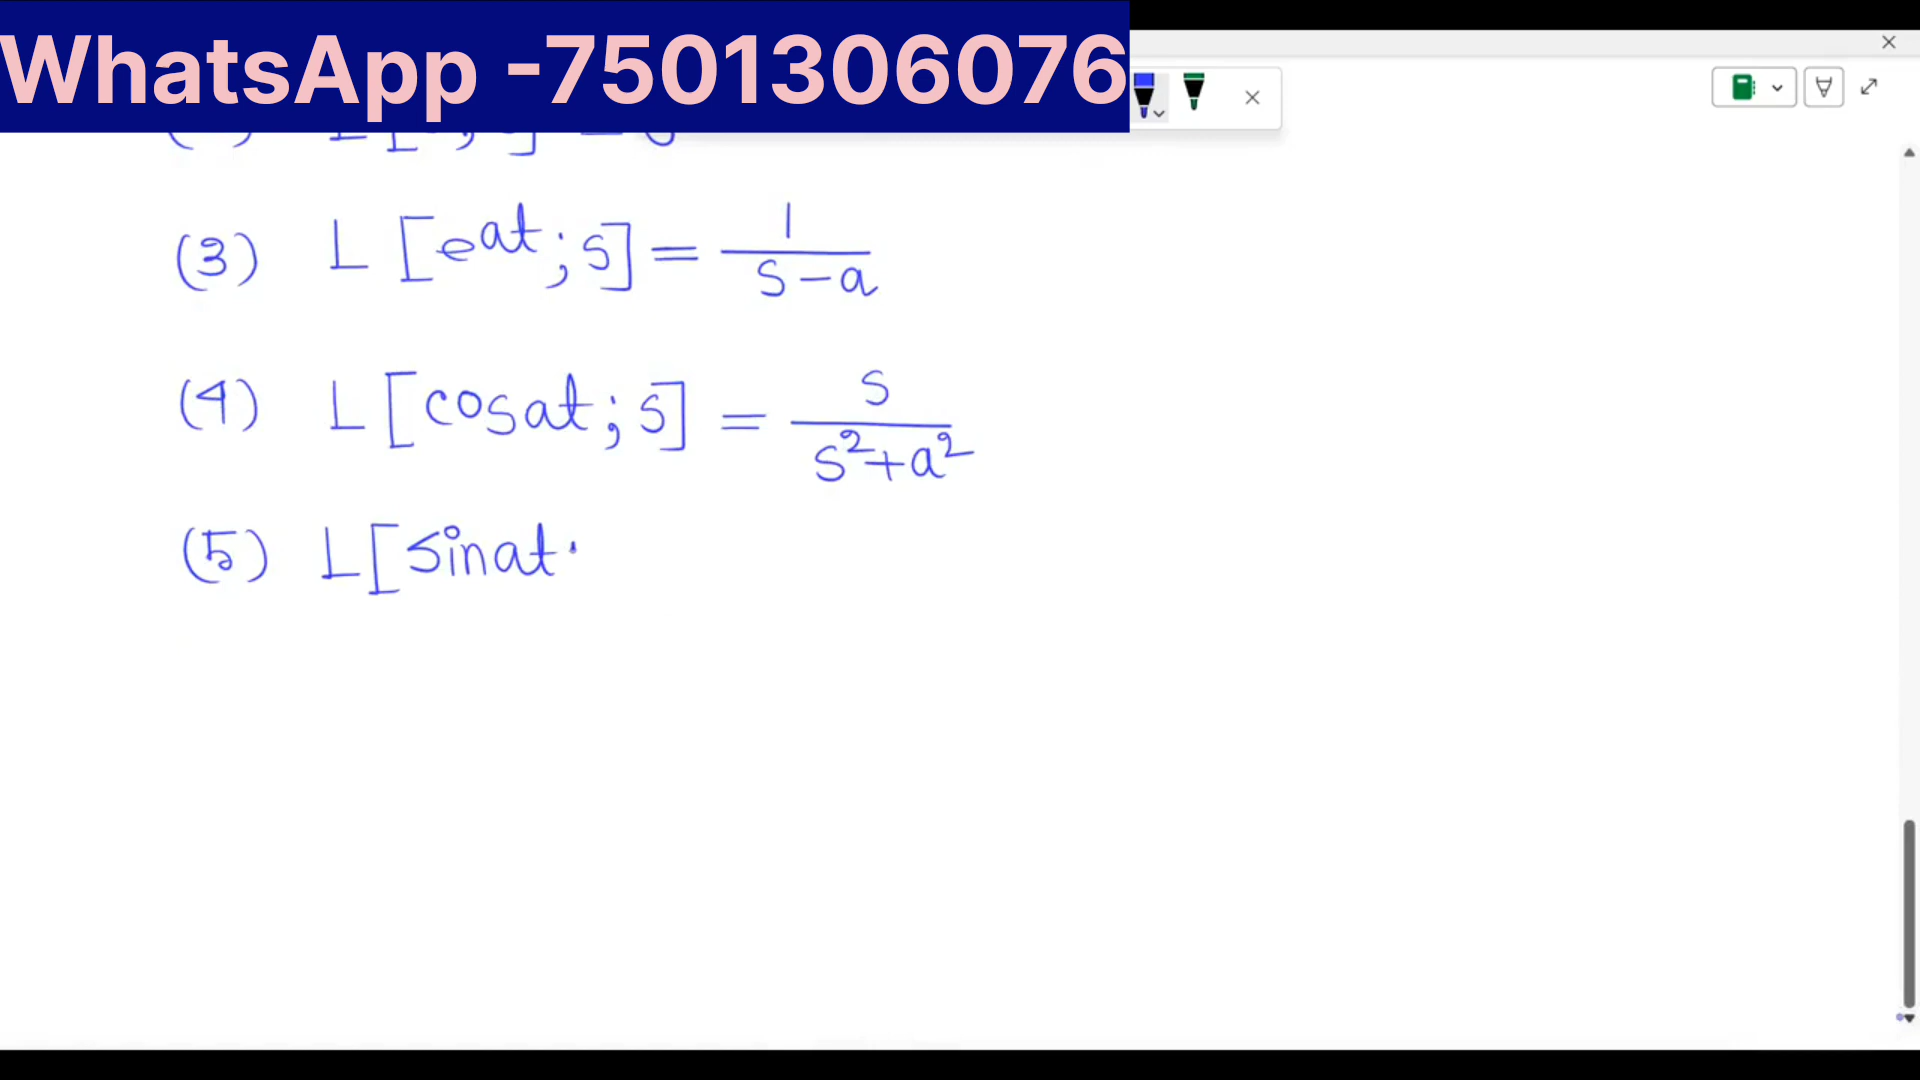 WhatsApp -7501306076
(3) L [e^at ; s] = 1/(s-a)
(4) L [cosat ; s] = s/(s²+a²)
(5) L [sinat